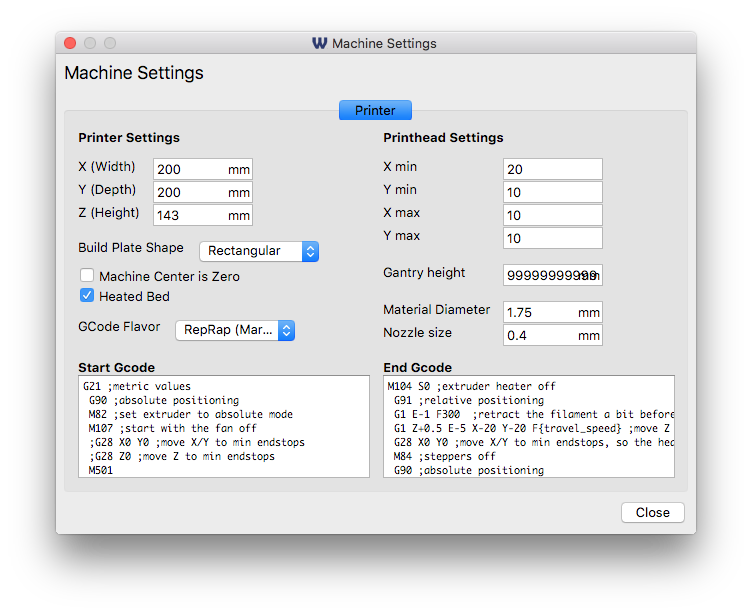 Machine Settings
Machine Settings
Printer
Printer Settings
X (Width) 200 mm
Y (Depth) 200 mm
Z (Height) 143 mm
Build Plate Shape Rectangular
Machine Center is Zero
Heated Bed
GCode Flavor RepRap (Mar...
Printhead Settings
X min 20
Y min 10
X max 10
Y max 10
Gantry height 99999999999 mm
Material Diameter 1.75 mm
Nozzle size 0.4 mm
Start Gcode
G21 ;metric values
G90 ;absolute positioning
M82 ;set extruder to absolute mode
M107 ;start with the fan off
;G28 X0 Y0 ;move X/Y to min endstops
;G28 Z0 ;move Z to min endstops
M501
End Gcode
M104 S0 ;extruder heater off
G91 ;relative positioning
G1 E-1 F300  ;retract the filament a bit before
G1 Z+0.5 E-5 X-20 Y-20 F{travel_speed} ;move Z
G28 X0 Y0 ;move X/Y to min endstops, so the hea
M84 ;steppers off
G90 ;absolute positioning
Close